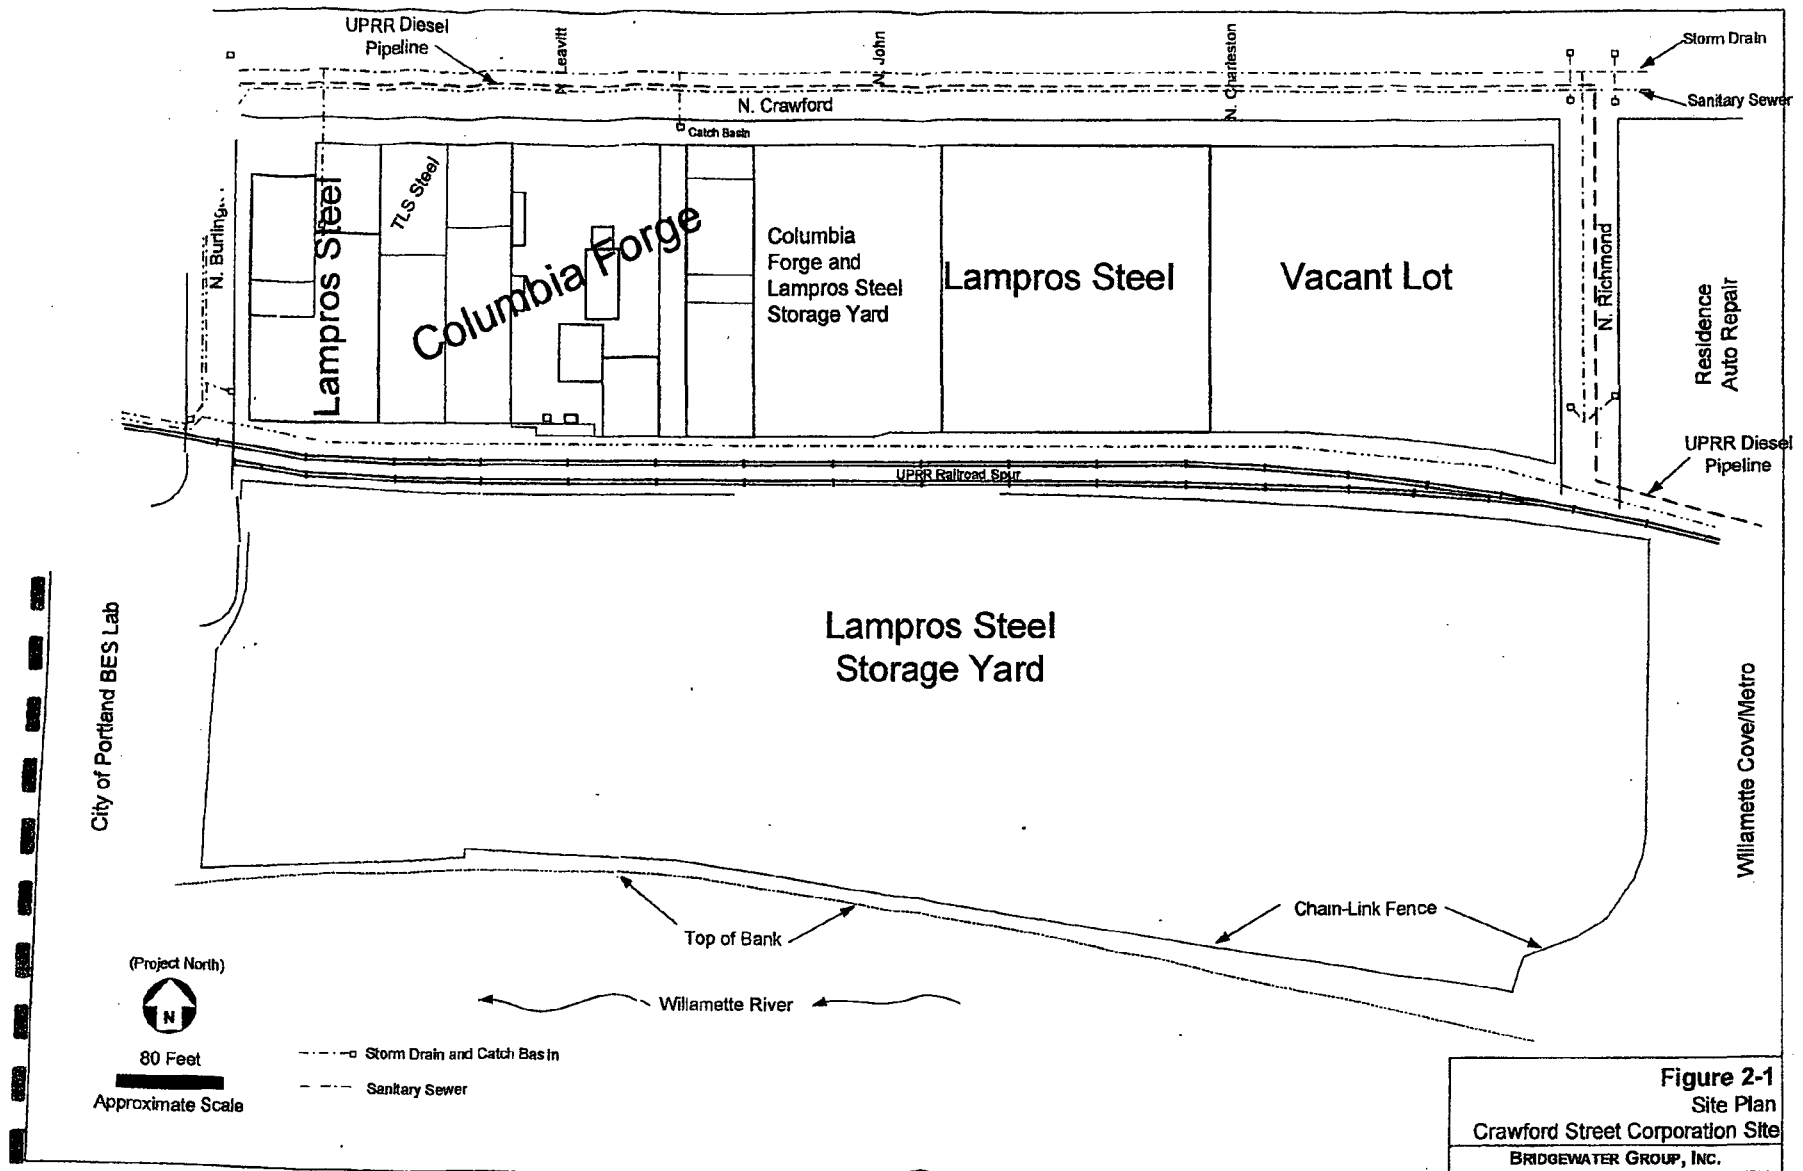 UPRR Diesel
Pipeline
N. Leavitt
N. John
N. Charleston
Storm Drain
Sanitary Sewer
N. Crawford
Catch Basin
N. Burling
Lampros Steel
TLS Steel
Columbia Forge
Columbia
Forge and
Lampros Steel
Storage Yard
Lampros Steel
Vacant Lot
N. Richmond
Residence
Auto Repair
UPRR Diesel
Pipeline
UPRR Railroad Spur
Lampros Steel
Storage Yard
City of Portland BES Lab
Willamette Cove/Metro
Chain-Link Fence
Top of Bank
Willamette River
(Project North)
N
80 Feet
Approximate Scale
Storm Drain and Catch Basin
Sanitary Sewer
Figure 2-1
Site Plan
Crawford Street Corporation Site
BRIDGEWATER GROUP, INC.